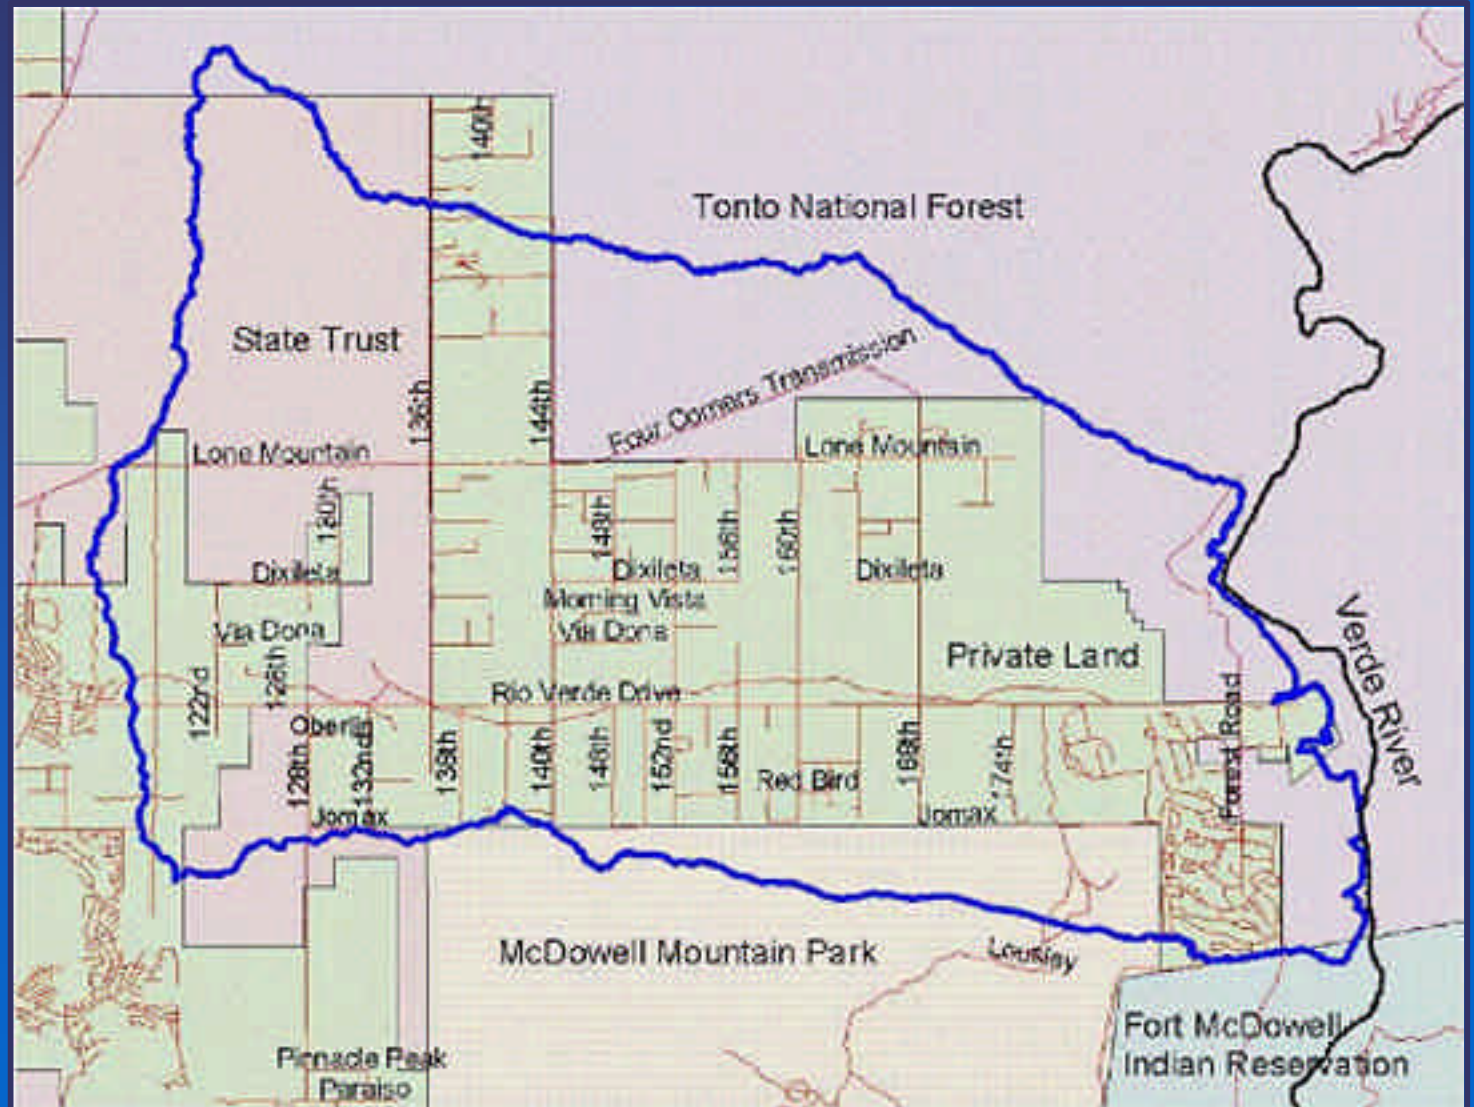 140th
Tonto National Forest
State Trust
Four Corners Transmission
136th
144th
Lone Mountain
Lone Mountain
130th
148th
156th
160th
Dixileta
Dixileta
Dixileta
Morning Vista
Via Dona
Via Dona
Verde River
Private Land
122nd
126th
Rio Verde Drive
Forest Road
Oberlin
128th
132nd
138th
140th
146th
152nd
156th
Red Bird
168th
174th
Jomax
Jomax
McDowell Mountain Park
Fort McDowell
Indian Reservation
Pinnacle Peak
Paraiso